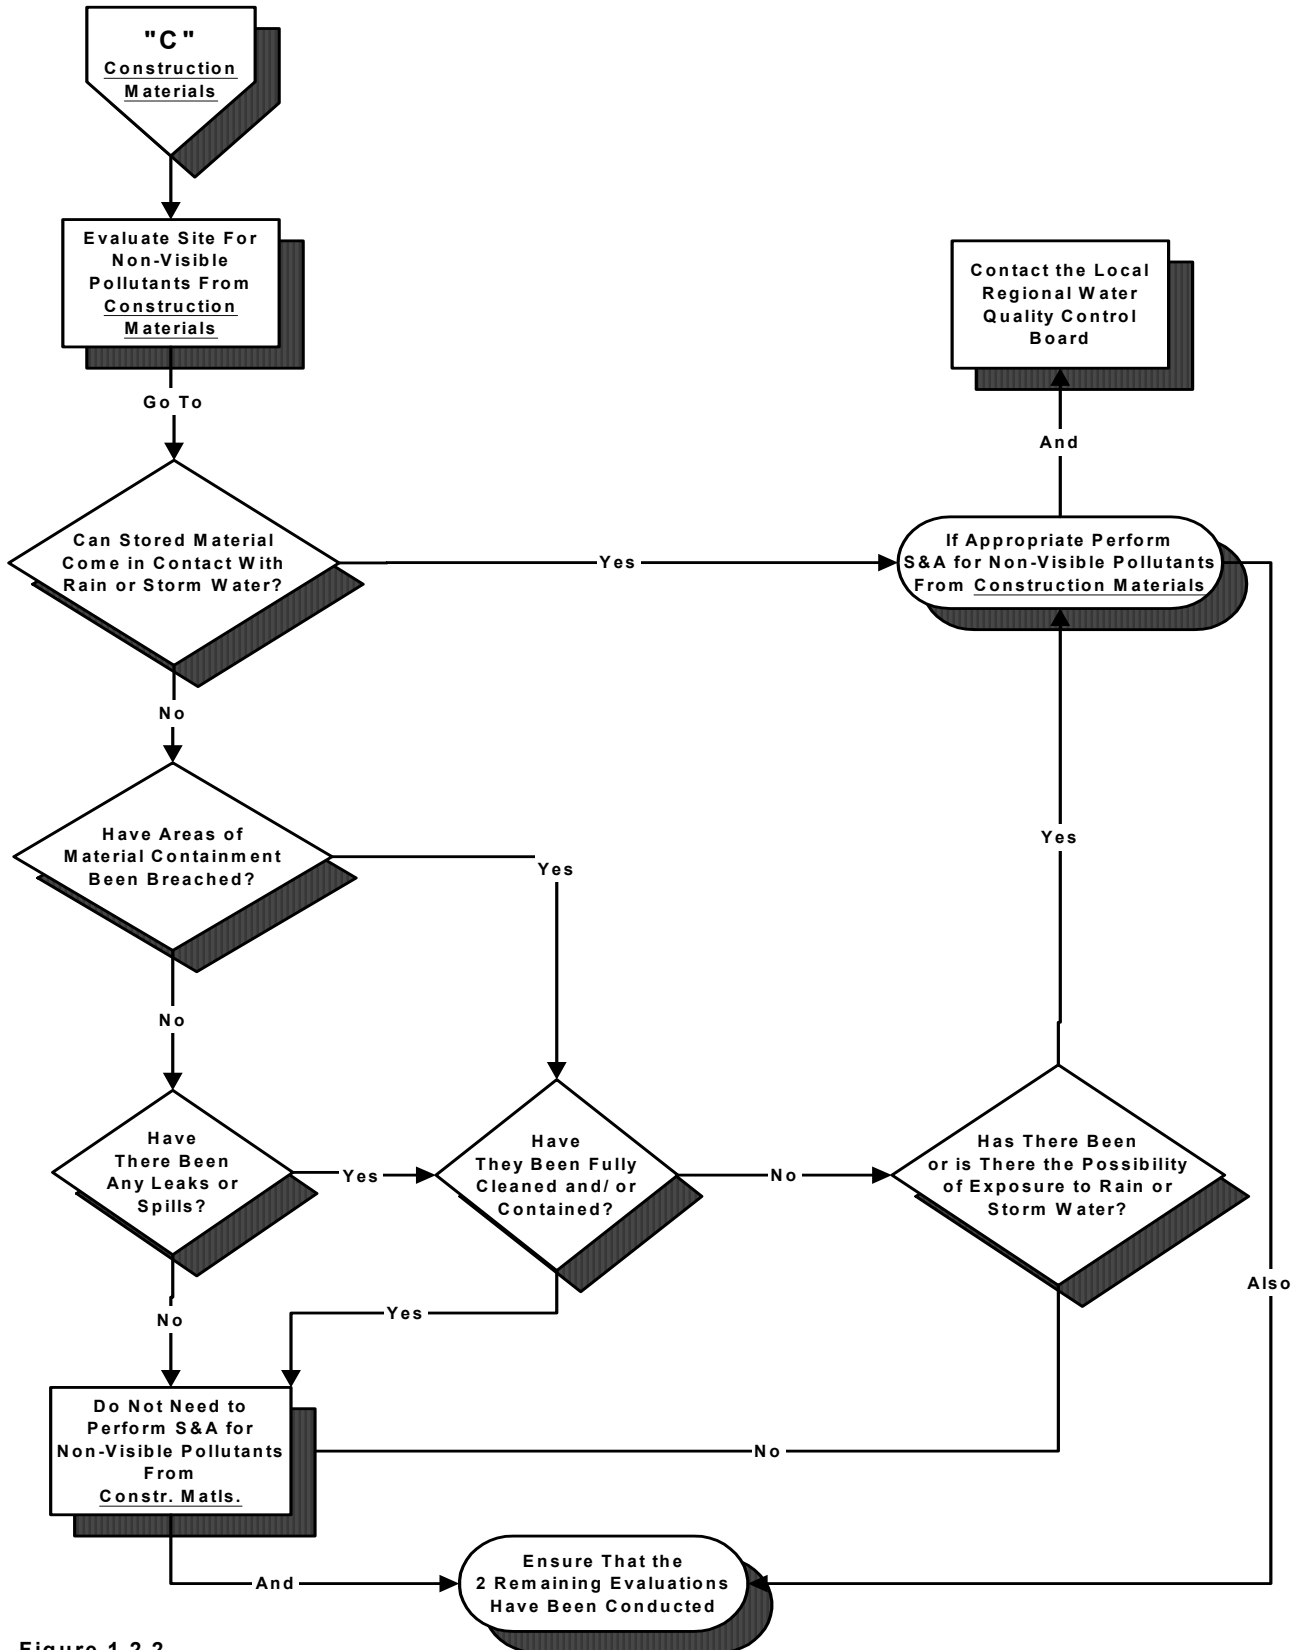 "C"
Construction
Materials
Evaluate Site For
Non-Visible
Pollutants From
Construction
Materials
Contact the Local
Regional Water
Quality Control
Board
Go To
And
Can Stored Material
Come in Contact With
Rain or Storm Water?
Yes
If Appropriate Perform
S&A for Non-Visible Pollutants
From Construction Materials
No
Have Areas of
Material Containment
Been Breached?
Yes
Yes
No
Have
There Been
Any Leaks or
Spills?
Yes
Have
They Been Fully
Cleaned and/ or
Contained?
No
Has There Been
or is There the Possibility
of Exposure to Rain or
Storm Water?
Also
No
Yes
Do Not Need to
Perform S&A for
Non-Visible Pollutants
From
Constr. Matls.
No
And
Ensure That the
2 Remaining Evaluations
Have Been Conducted
Figure 1.2.2